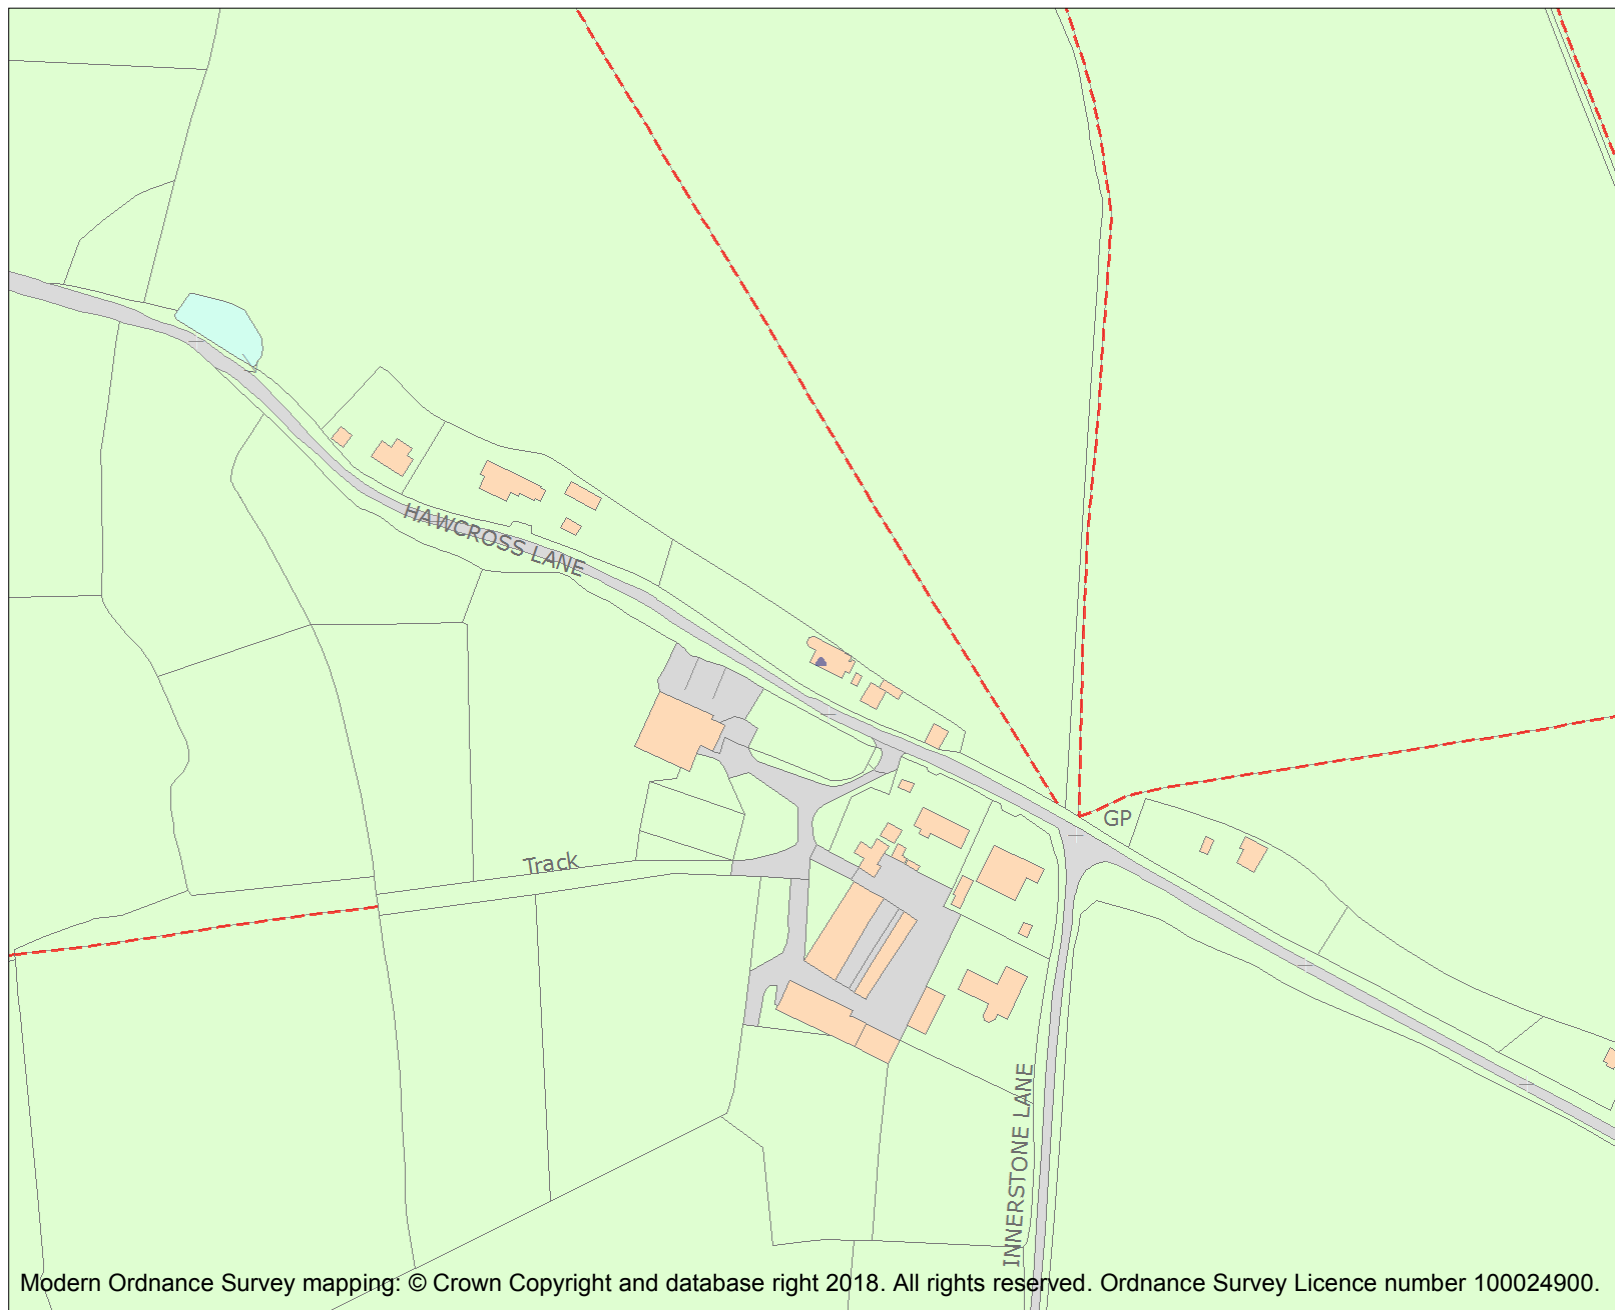 HAWCROSS LANE
GP
Track
INNERSTONE LANE
Modern Ordnance Survey mapping: © Crown Copyright and database right 2018. All rights reserved. Ordnance Survey Licence number 100024900.